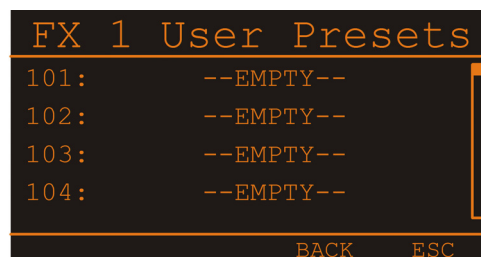 FX 1 User Presets
101: --EMPTY--
102: --EMPTY--
103: --EMPTY--
104: --EMPTY--
BACK ESC